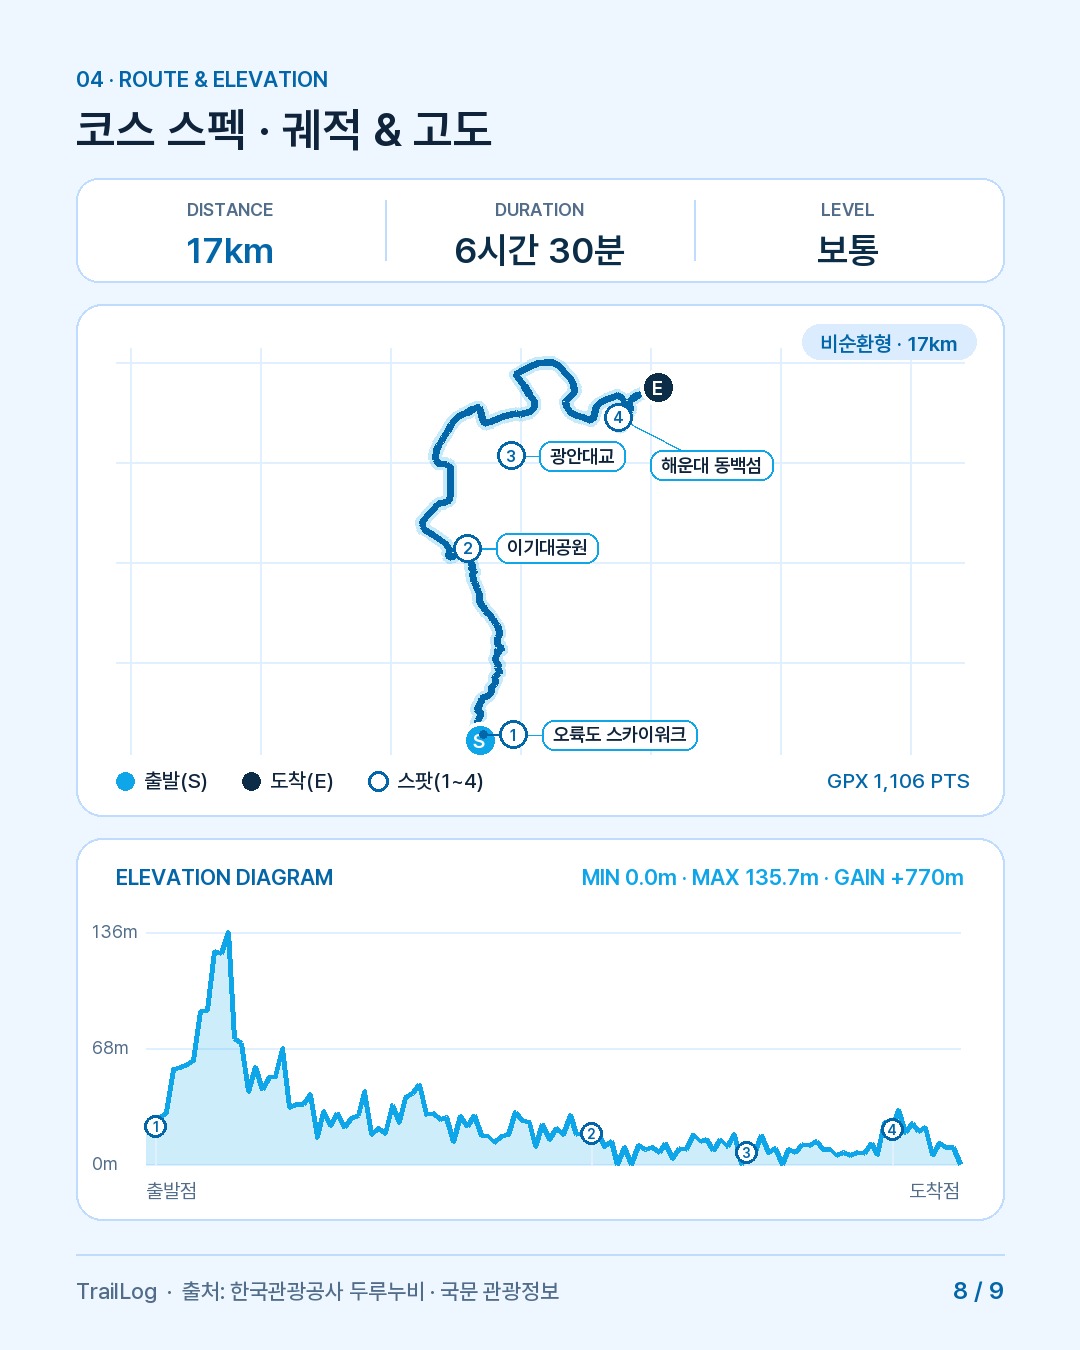 04 · ROUTE & ELEVATION
코스 스펙 · 궤적 & 고도
DISTANCE
17km
DURATION
6시간 30분
LEVEL
보통
비순환형 · 17km
E
4
3
광안대교
해운대 동백섬
2
이기대공원
S
1
오륙도 스카이워크
출발(S)
도착(E)
스팟(1~4)
GPX 1,106 PTS
ELEVATION DIAGRAM
MIN 0.0m · MAX 135.7m · GAIN +770m
136m
68m
1
2
3
4
0m
출발점
도착점
TrailLog · 출처: 한국관광공사 두루누비 · 국문 관광정보
8 / 9